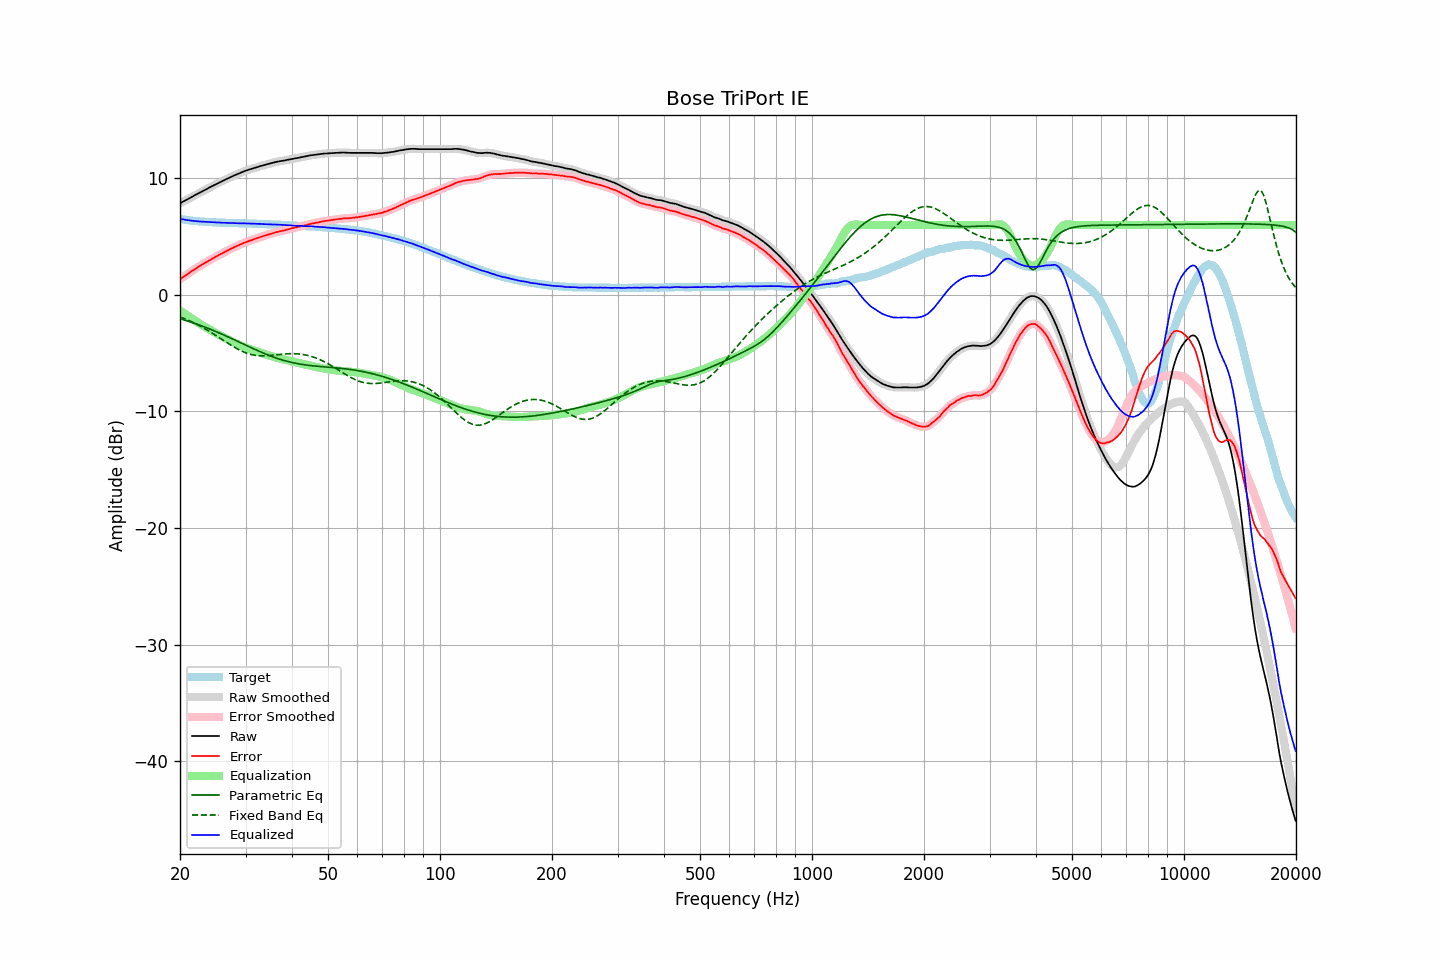 Bose TriPort IE
Amplitude (dBr)
10
0
−10
−20
−30
−40
Target
Raw Smoothed
Error Smoothed
Raw
Error
Equalization
Parametric Eq
Fixed Band Eq
Equalized
20 50 100 200 500 1000 2000 5000 10000 20000
Frequency (Hz)